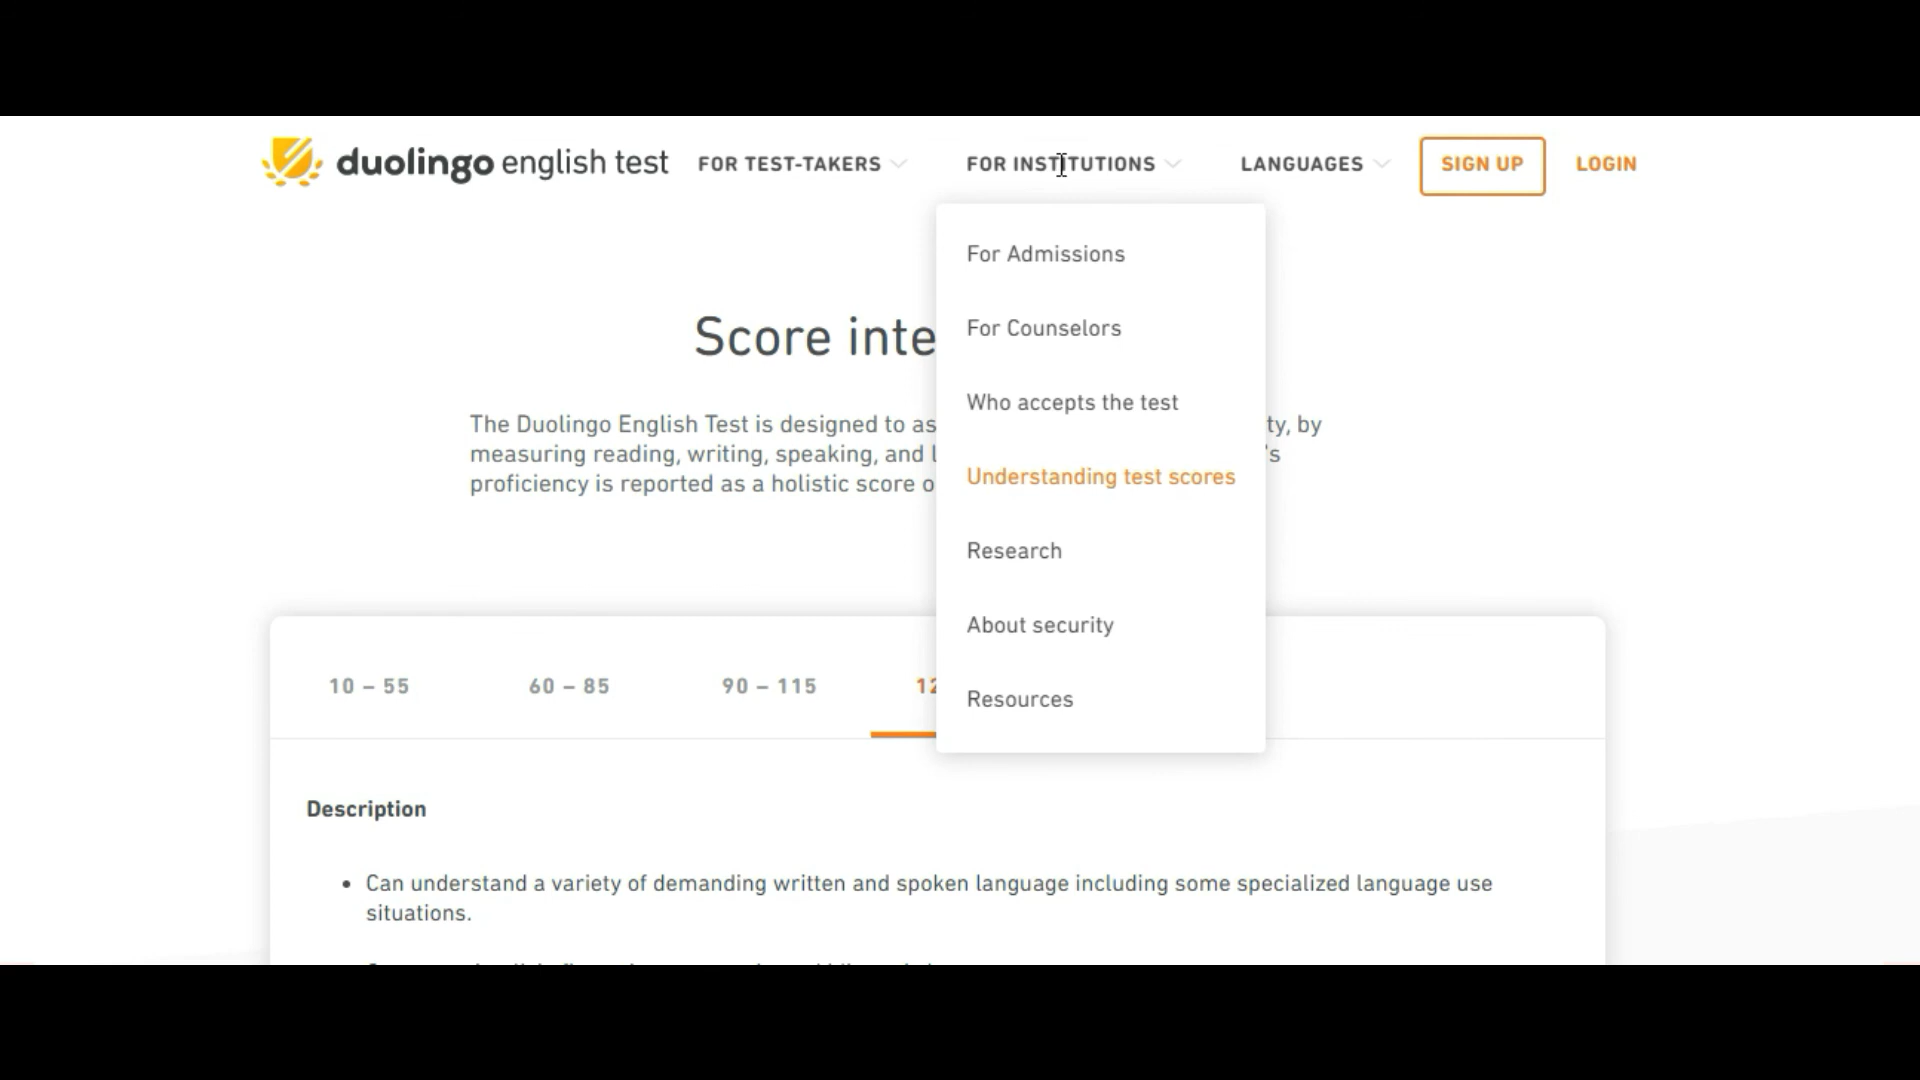 duolingo english test FOR TEST-TAKERS FOR INSTITUTIONS LANGUAGES SIGN UP LOGIN
For Admissions
For Counselors
Who accepts the test
Understanding test scores
Research
About security
Resources
Score inte
The Duolingo English Test is designed to as ty, by
measuring reading, writing, speaking, and l 's
proficiency is reported as a holistic score o
10 – 55 60 – 85 90 – 115 12
Description
• Can understand a variety of demanding written and spoken language including some specialized language use
situations.